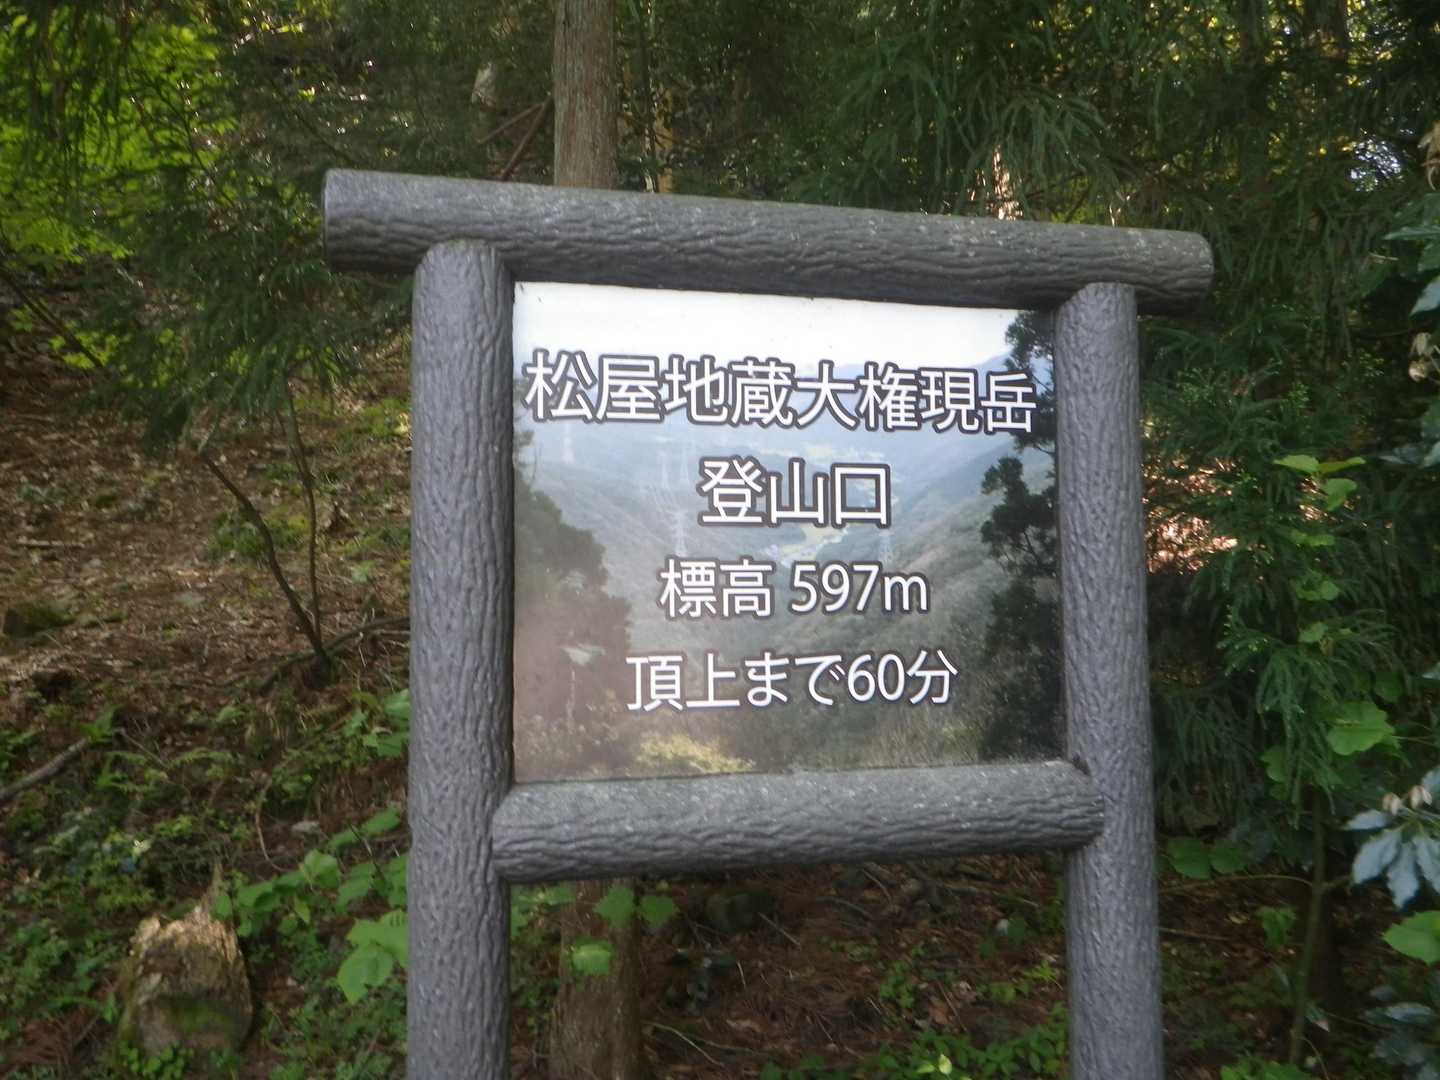 松屋地蔵大権現岳
登山口
標高 597m
頂上まで60分